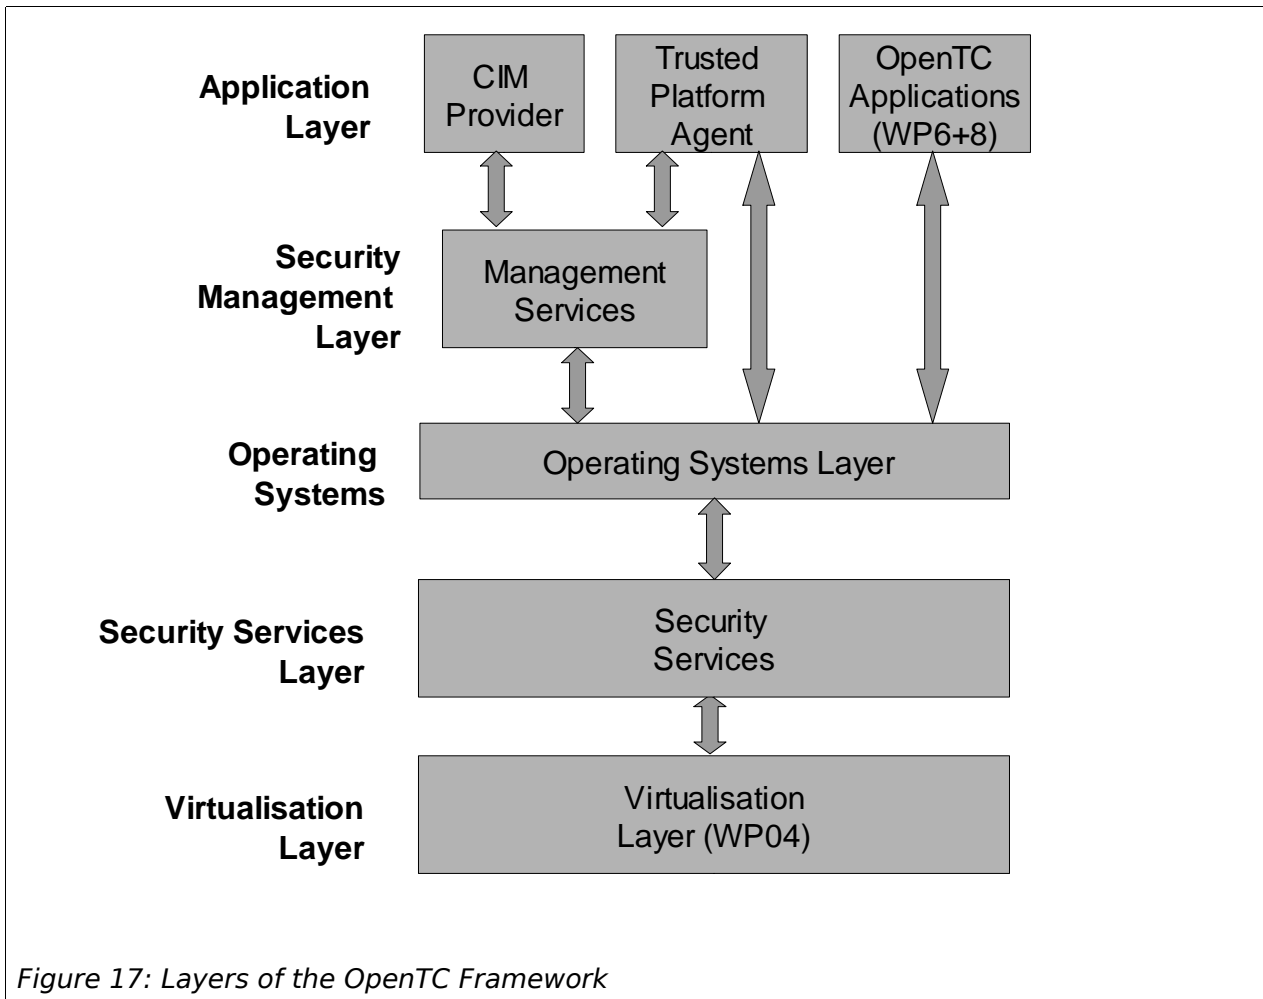 Application
Layer
CIM
Provider
Trusted
Platform
Agent
OpenTC
Applications
(WP6+8)
Security
Management
Layer
Management
Services
Operating
Systems
Operating Systems Layer
Security Services
Layer
Security
Services
Virtualisation
Layer
Virtualisation
Layer (WP04)
Figure 17: Layers of the OpenTC Framework